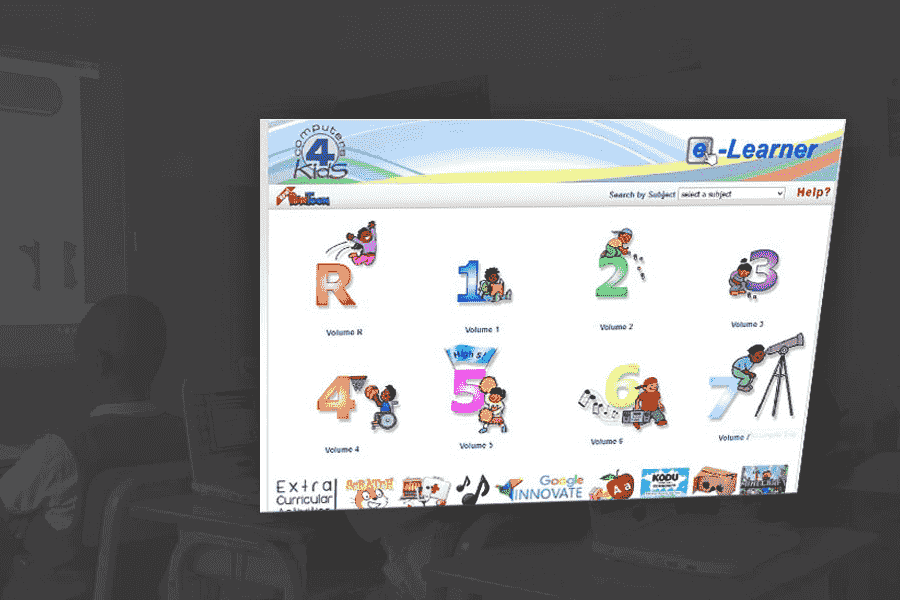 computers
4
KidS
e-Learner
Search by Subject select a subject
Help?
R
1
2
3
Volume R
Volume 1
Volume 2
Volume 3
4
High 5!
5
6
7
Volume 4
Volume 5
Volume 6
Volume 7
Extra
Curricular
Activities
SCRATCH
Google
INNOVATE
Aa
KODU